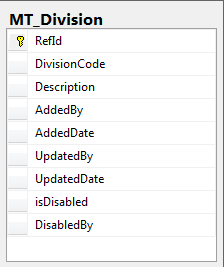 MT_Division
RefId
DivisionCode
Description
AddedBy
AddedDate
UpdatedBy
UpdatedDate
isDisabled
DisabledBy